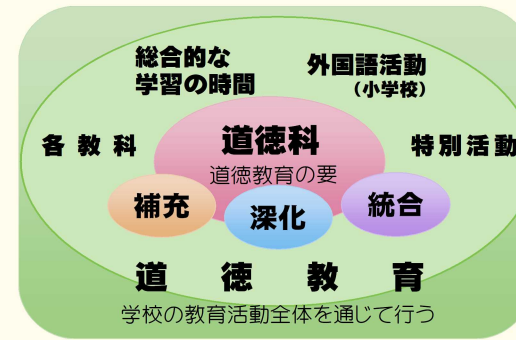 総合的な
学習の時間
外国語活動
（小学校）
各教科
道徳科
特別活動
道徳教育の要
補充
深化
統合
道徳教育
学校の教育活動全体を通じて行う